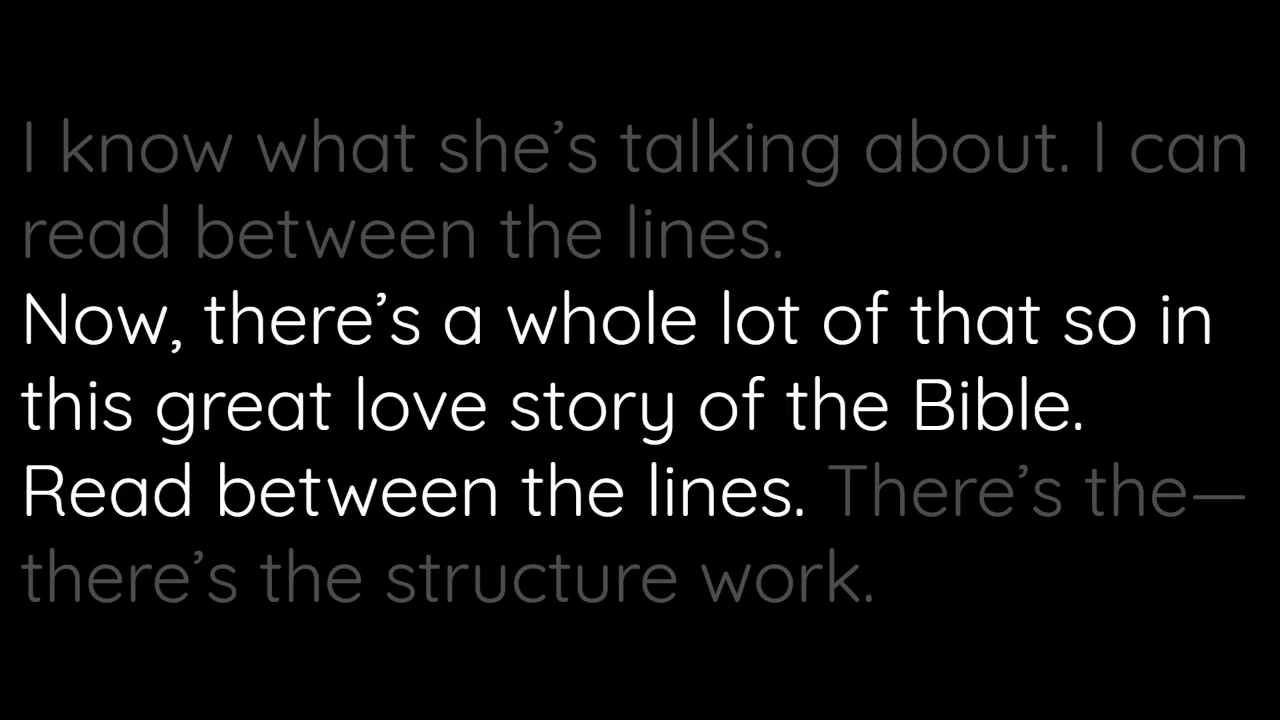 I know what she’s talking about. I can
read between the lines.
Now, there’s a whole lot of that so in
this great love story of the Bible.
Read between the lines. There’s the—
there’s the structure work.